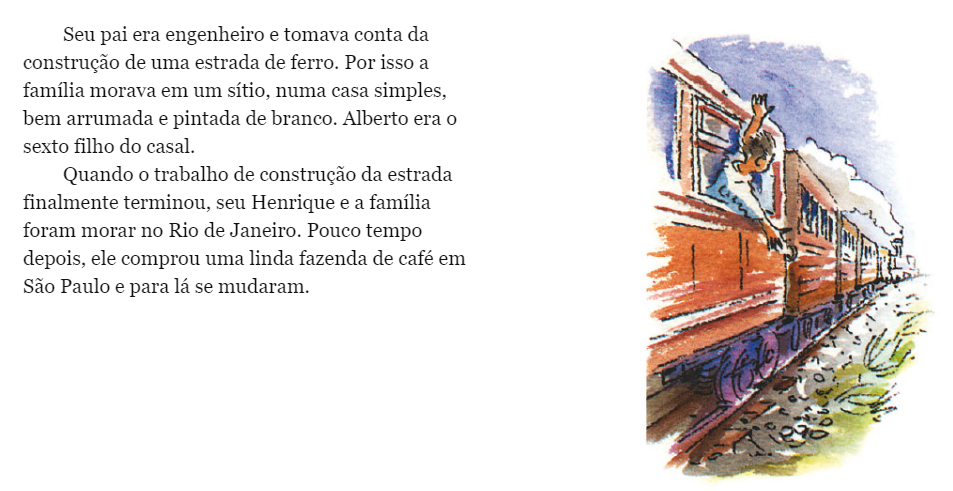 Seu pai era engenheiro e tomava conta da
construção de uma estrada de ferro. Por isso a
família morava em um sítio, numa casa simples,
bem arrumada e pintada de branco. Alberto era o
sexto filho do casal.
Quando o trabalho de construção da estrada
finalmente terminou, seu Henrique e a família
foram morar no Rio de Janeiro. Pouco tempo
depois, ele comprou uma linda fazenda de café em
São Paulo e para lá se mudaram.